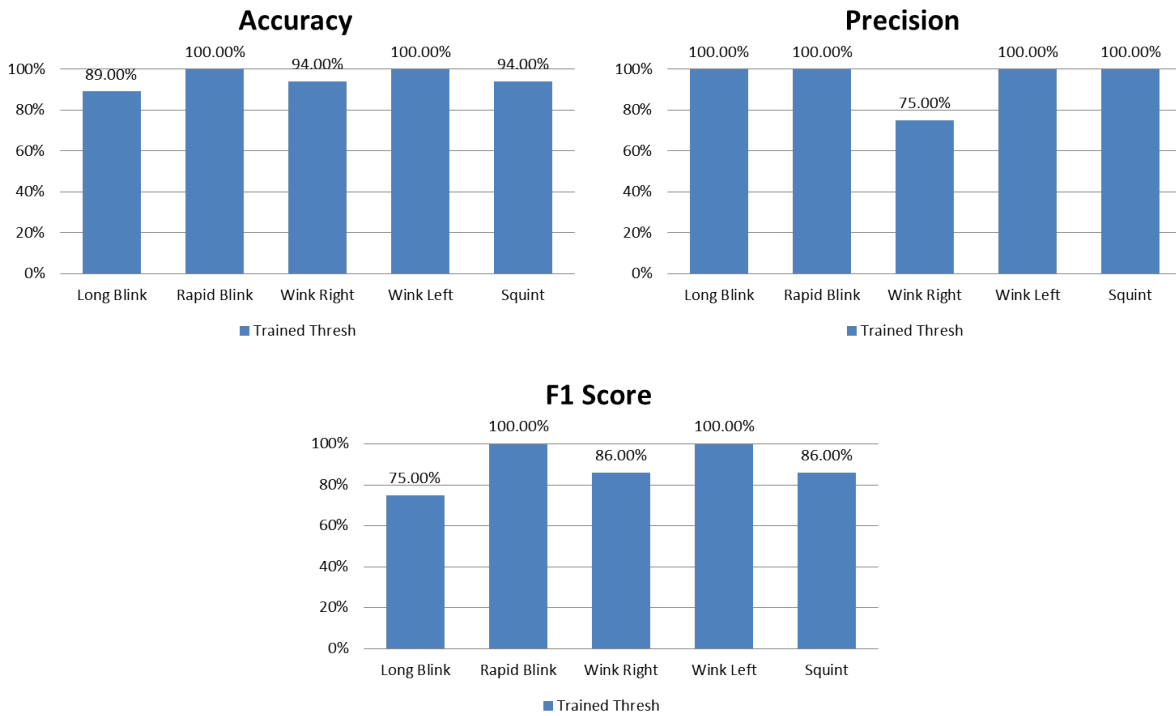 Accuracy
100.00% 100.00%
89.00% 94.00% 94.00%
100%
80%
60%
40%
20%
0%
Long Blink Rapid Blink Wink Right Wink Left Squint
Trained Thresh
Precision
100.00% 100.00% 100.00% 100.00%
75.00%
100%
80%
60%
40%
20%
0%
Long Blink Rapid Blink Wink Right Wink Left Squint
Trained Thresh
F1 Score
100.00% 100.00%
75.00% 86.00% 86.00%
100%
80%
60%
40%
20%
0%
Long Blink Rapid Blink Wink Right Wink Left Squint
Trained Thresh